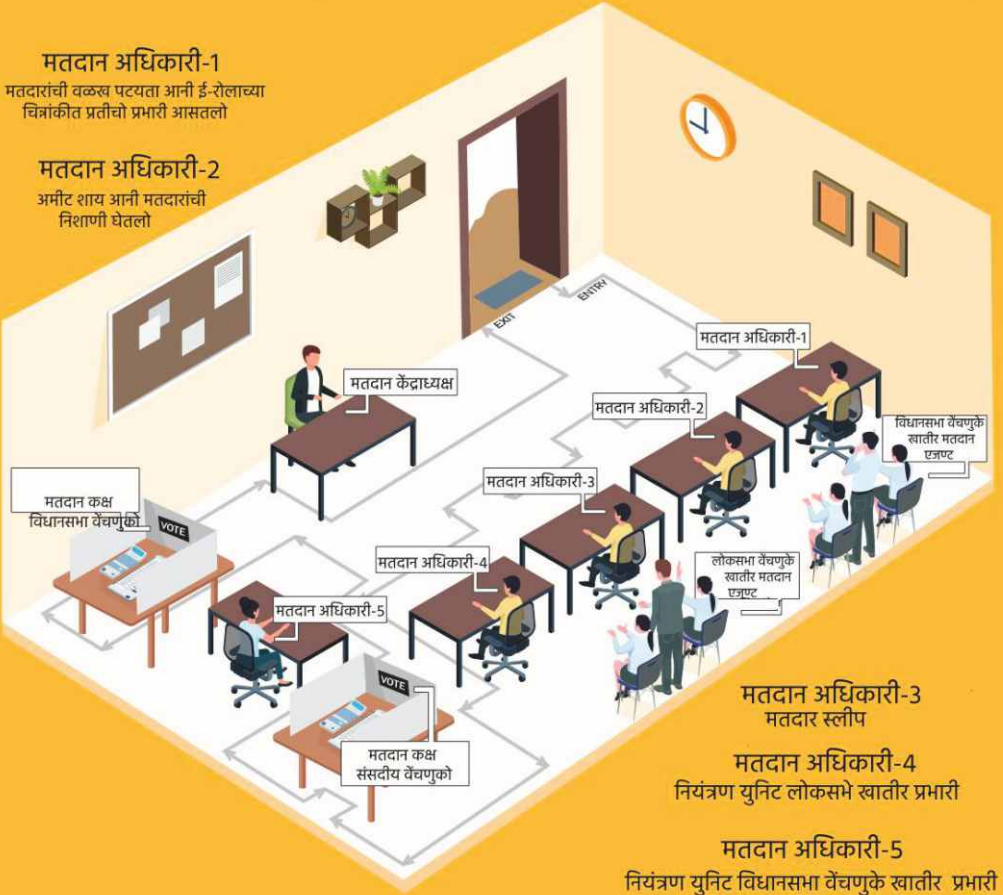 मतदान अधिकारी-1
मतदारांची वळख पटयता आनी ई-रोलाच्या
चित्रांकीत प्रतीचो प्रभारी आसतलो
मतदान अधिकारी-2
अमीट शाय आनी मतदारांची
निशाणी घेतलो
EXIT
ENTRY
मतदान अधिकारी-1
मतदान केंद्राध्यक्ष
मतदान अधिकारी-2
विधानसभा वेंचणुके
खातीर मतदान
एजण्ट
मतदान अधिकारी-3
मतदान कक्ष
विधानसभा वेंचणुको
VOTE
मतदान अधिकारी-4
लोकसभा वेंचणुके
खातीर मतदान
एजण्ट
मतदान अधिकारी-5
VOTE
मतदान कक्ष
संसदीय वेंचणुको
मतदान अधिकारी-3
मतदार स्लीप
मतदान अधिकारी-4
नियंत्रण युनिट लोकसभे खातीर प्रभारी
मतदान अधिकारी-5
नियंत्रण युनिट विधानसभा वेंचणुके खातीर प्रभारी